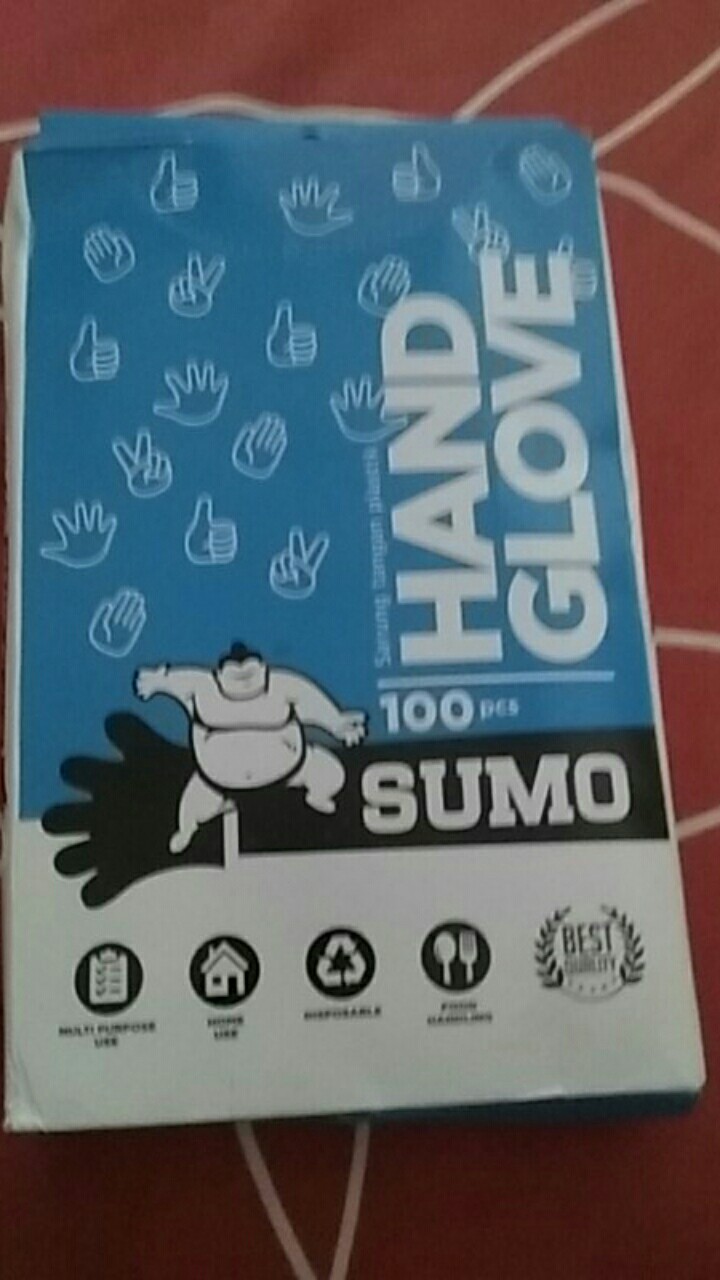 HAND
GLOVE
Sarung tangan plastik
100 pcs
SUMO
MULTI PURPOSE
USE
HOME
USE
DISPOSABLE
FOOD
HANDLING
BEST
QUALITY